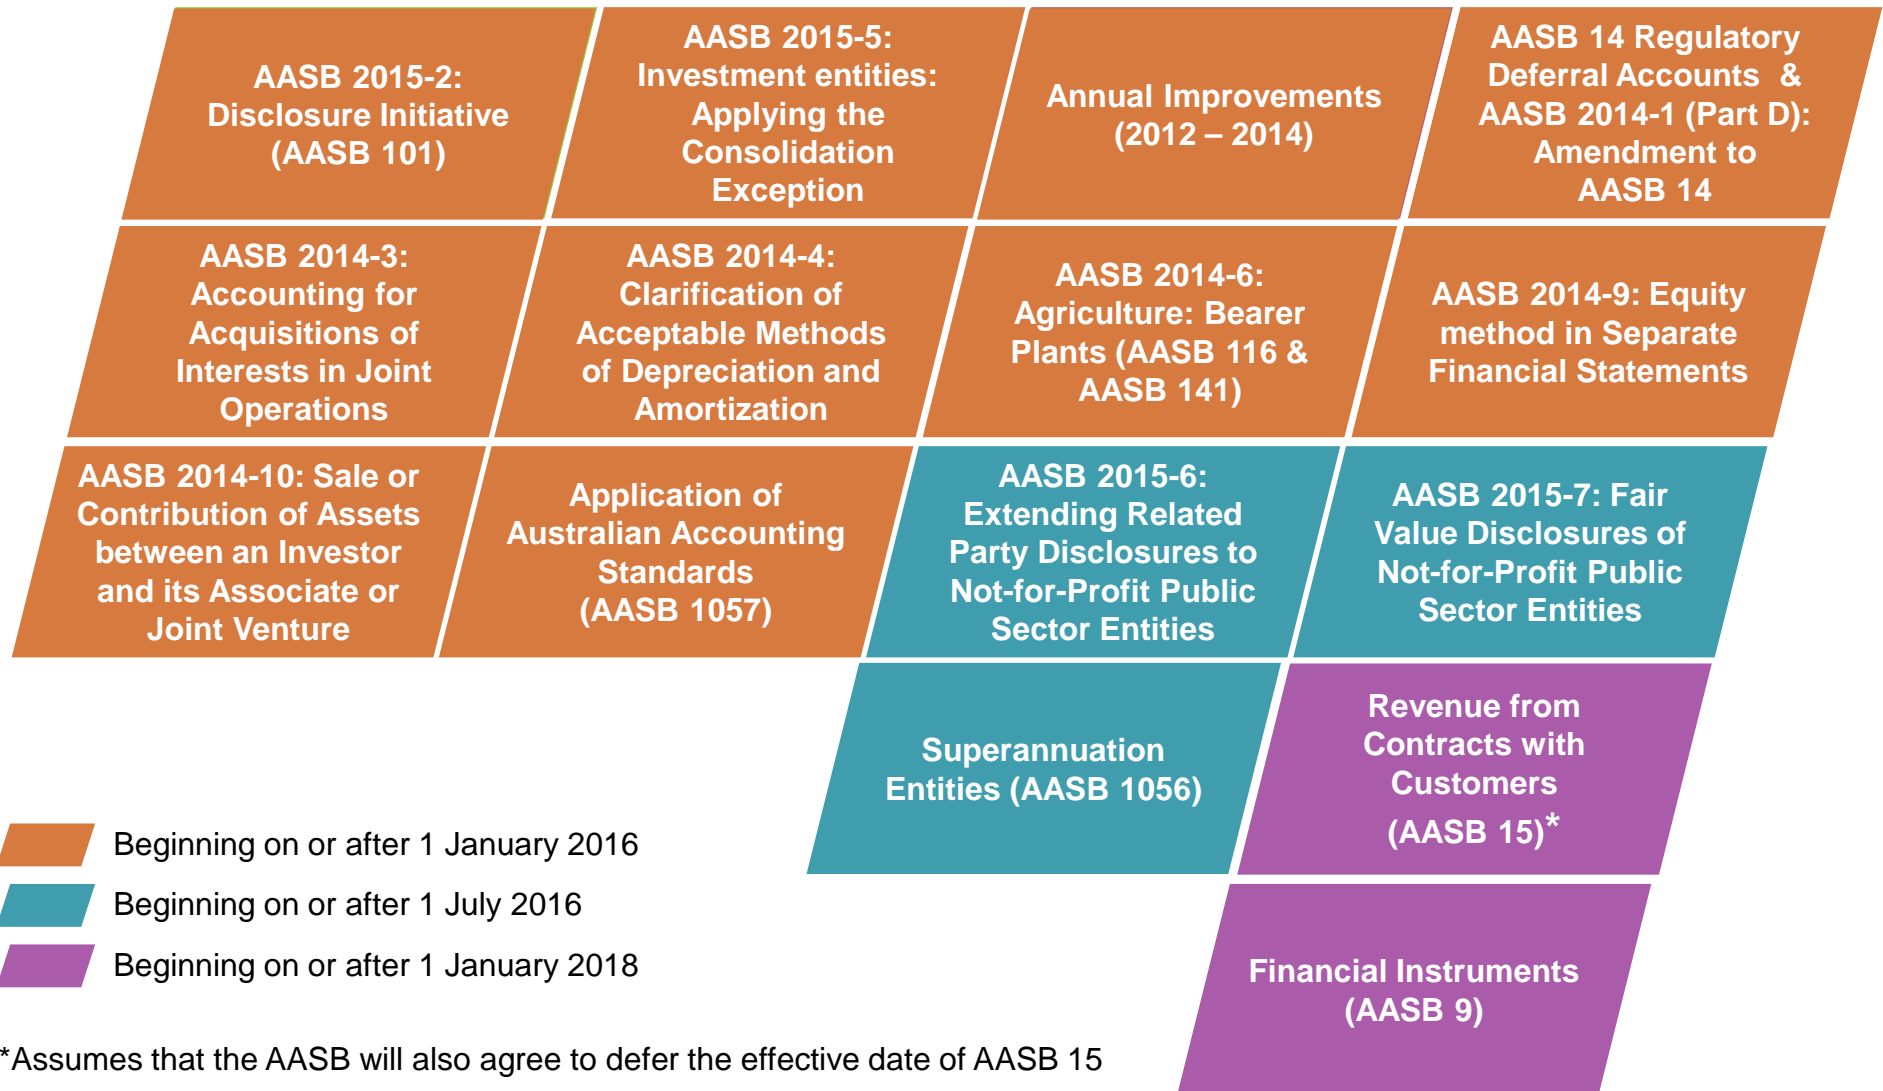 AASB 2015-2:
Disclosure Initiative
(AASB 101)
AASB 2015-5:
Investment entities:
Applying the
Consolidation
Exception
Annual Improvements
(2012 – 2014)
AASB 14 Regulatory
Deferral Accounts &
AASB 2014-1 (Part D):
Amendment to
AASB 14
AASB 2014-3:
Accounting for
Acquisitions of
Interests in Joint
Operations
AASB 2014-4:
Clarification of
Acceptable Methods
of Depreciation and
Amortization
AASB 2014-6:
Agriculture: Bearer
Plants (AASB 116 &
AASB 141)
AASB 2014-9: Equity
method in Separate
Financial Statements
AASB 2014-10: Sale or
Contribution of Assets
between an Investor
and its Associate or
Joint Venture
Application of
Australian Accounting
Standards
(AASB 1057)
AASB 2015-6:
Extending Related
Party Disclosures to
Not-for-Profit Public
Sector Entities
AASB 2015-7: Fair
Value Disclosures of
Not-for-Profit Public
Sector Entities
Superannuation
Entities (AASB 1056)
Revenue from
Contracts with
Customers
(AASB 15)*
Financial Instruments
(AASB 9)
Beginning on or after 1 January 2016
Beginning on or after 1 July 2016
Beginning on or after 1 January 2018
*Assumes that the AASB will also agree to defer the effective date of AASB 15